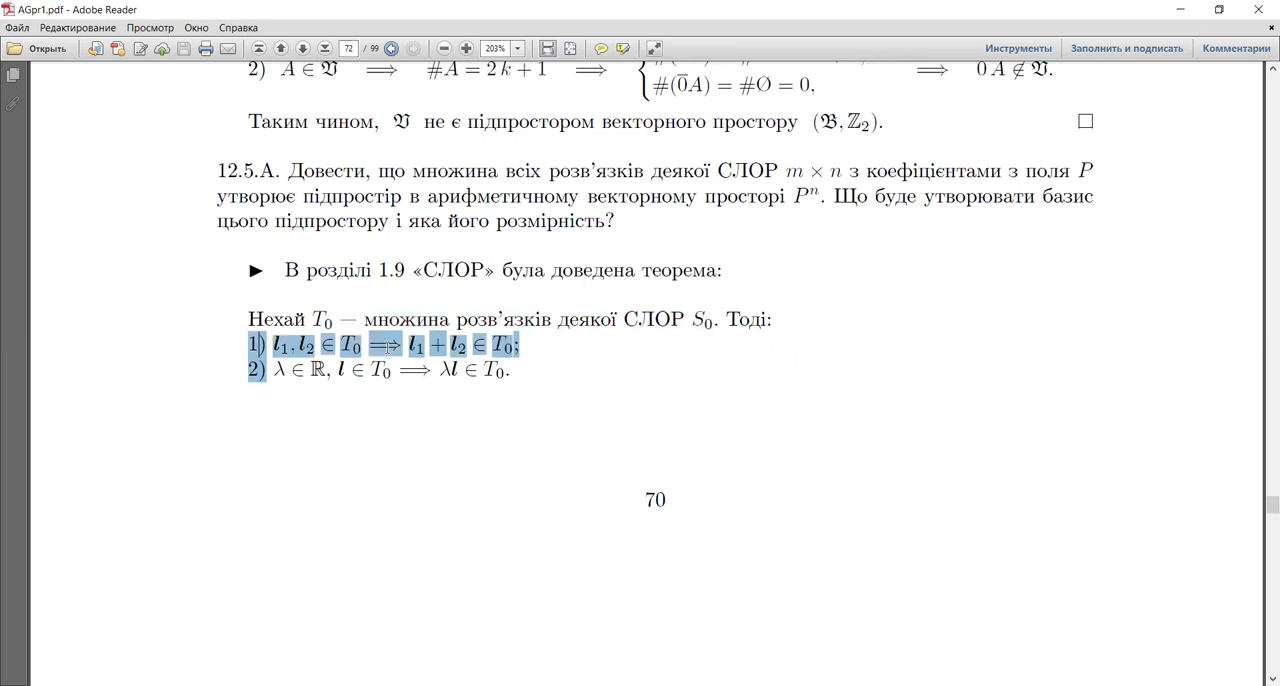 AGpr1.pdf - Adobe Reader
Файл Редактирование Просмотр Окно Справка
Открыть 72 / 99 203% Инструменты Заполнить и подписать Комментарии
2) A ∈ 𝔙 ⟹ #A = 2k + 1 ⟹ { #(0̅A) = #Ø = 0, ⟹ 0 A ∉ 𝔙.
Таким чином, 𝔙 не є підпростором векторного простору (𝔅, ℤ₂). □
12.5.А. Довести, що множина всіх розв'язків деякої СЛОР m × n з коефіцієнтами з поля P
утворює підпростір в арифметичному векторному просторі Pⁿ. Що буде утворювати базис
цього підпростору і яка його розмірність?
► В розділі 1.9 «СЛОР» була доведена теорема:
Нехай T₀ — множина розв'язків деякої СЛОР S₀. Тоді:
1) l₁, l₂ ∈ T₀ ⟹ l₁ + l₂ ∈ T₀;
2) λ ∈ ℝ, l ∈ T₀ ⟹ λl ∈ T₀.
70